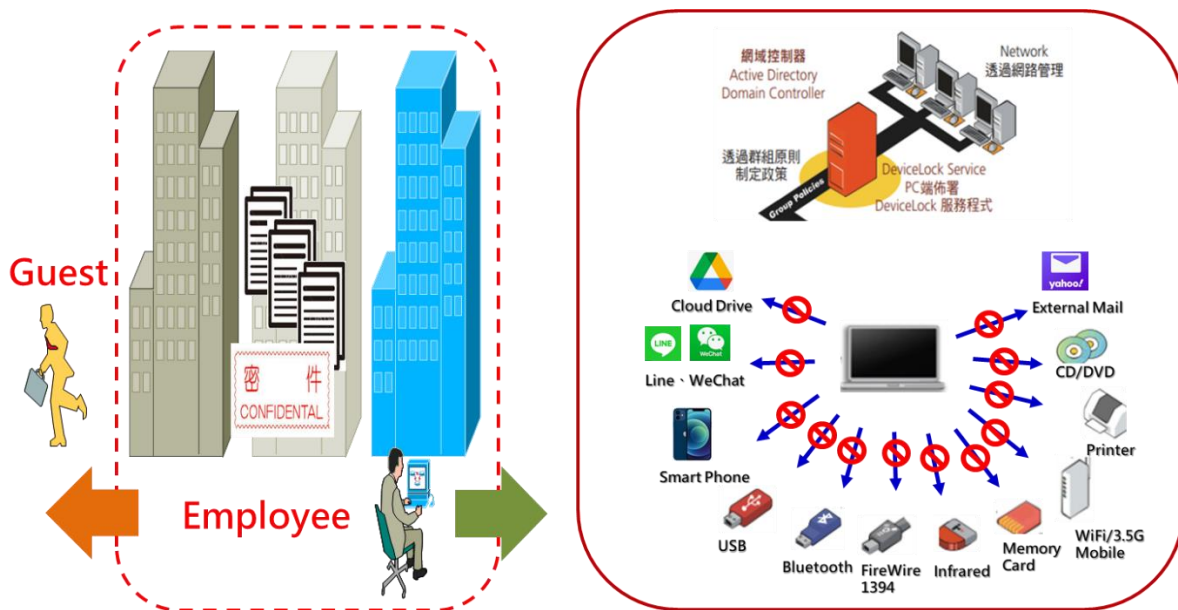 Guest
密 件
CONFIDENTAL
Employee
網域控制器
Active Directory
Domain Controller
Network
透過網路管理
透過群組原則
制定政策
Group Policies
DeviceLock Service
PC端佈署
DeviceLock 服務程式
Cloud Drive
yahoo!
External Mail
LINE
WeChat
Line、WeChat
CD/DVD
Smart Phone
Printer
USB
Bluetooth
FireWire
1394
Infrared
Memory
Card
WiFi/3.5G
Mobile